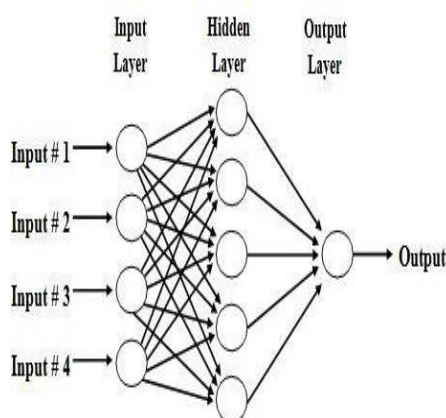 Input
Layer
Hidden
Layer
Output
Layer
Input # 1
Input # 2
Input # 3
Input # 4
Output